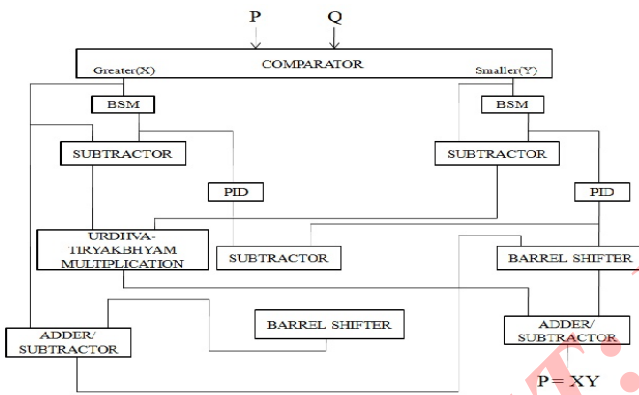 P Q
COMPARATOR
Greater(X) Smaller(Y)
BSM BSM
SUBTRACTOR SUBTRACTOR
PID PID
URDHVA-
TIRYAKBHYAM
MULTIPLICATION
SUBTRACTOR BARREL SHIFTER
BARREL SHIFTER
ADDER/
SUBTRACTOR
ADDER/
SUBTRACTOR
P = XY
T: